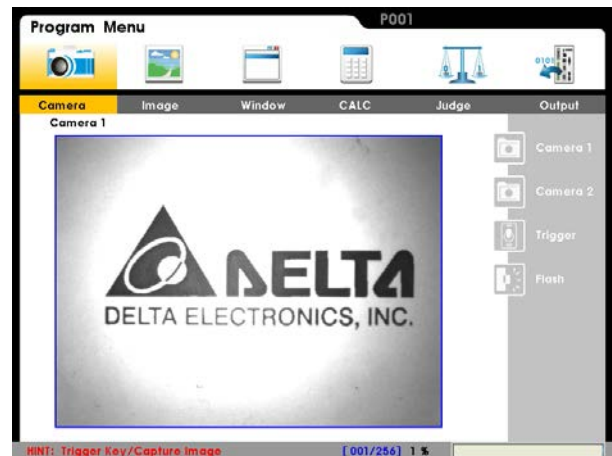 Program Menu
P001
Camera
Image
Window
CALC
Judge
Output
Camera 1
Camera 1
Camera 2
Trigger
Flash
DELTA
DELTA ELECTRONICS, INC.
HINT: Trigger Key/Capture Image
[001/256] 1 %